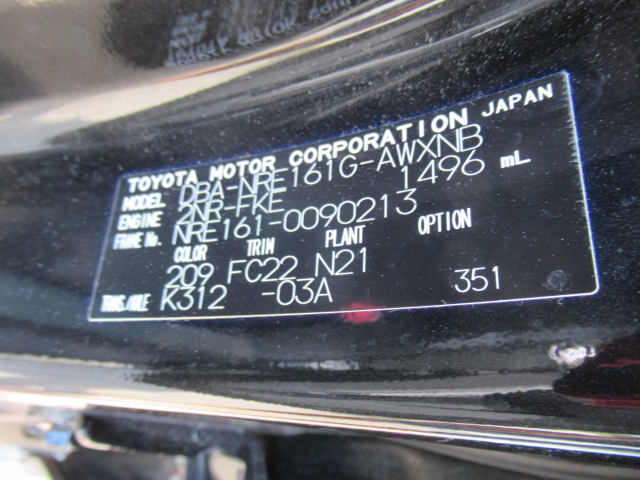 TOYOTA MOTOR CORPORATION JAPAN
MODEL DBA-NRE161G-AWXNB
ENGINE 2NR-FKE 1496 mL
FRAME No. NRE161-0090213
COLOR TRIM PLANT OPTION
209 FC22 N21
TRANS./AXLE K312 -03A 351